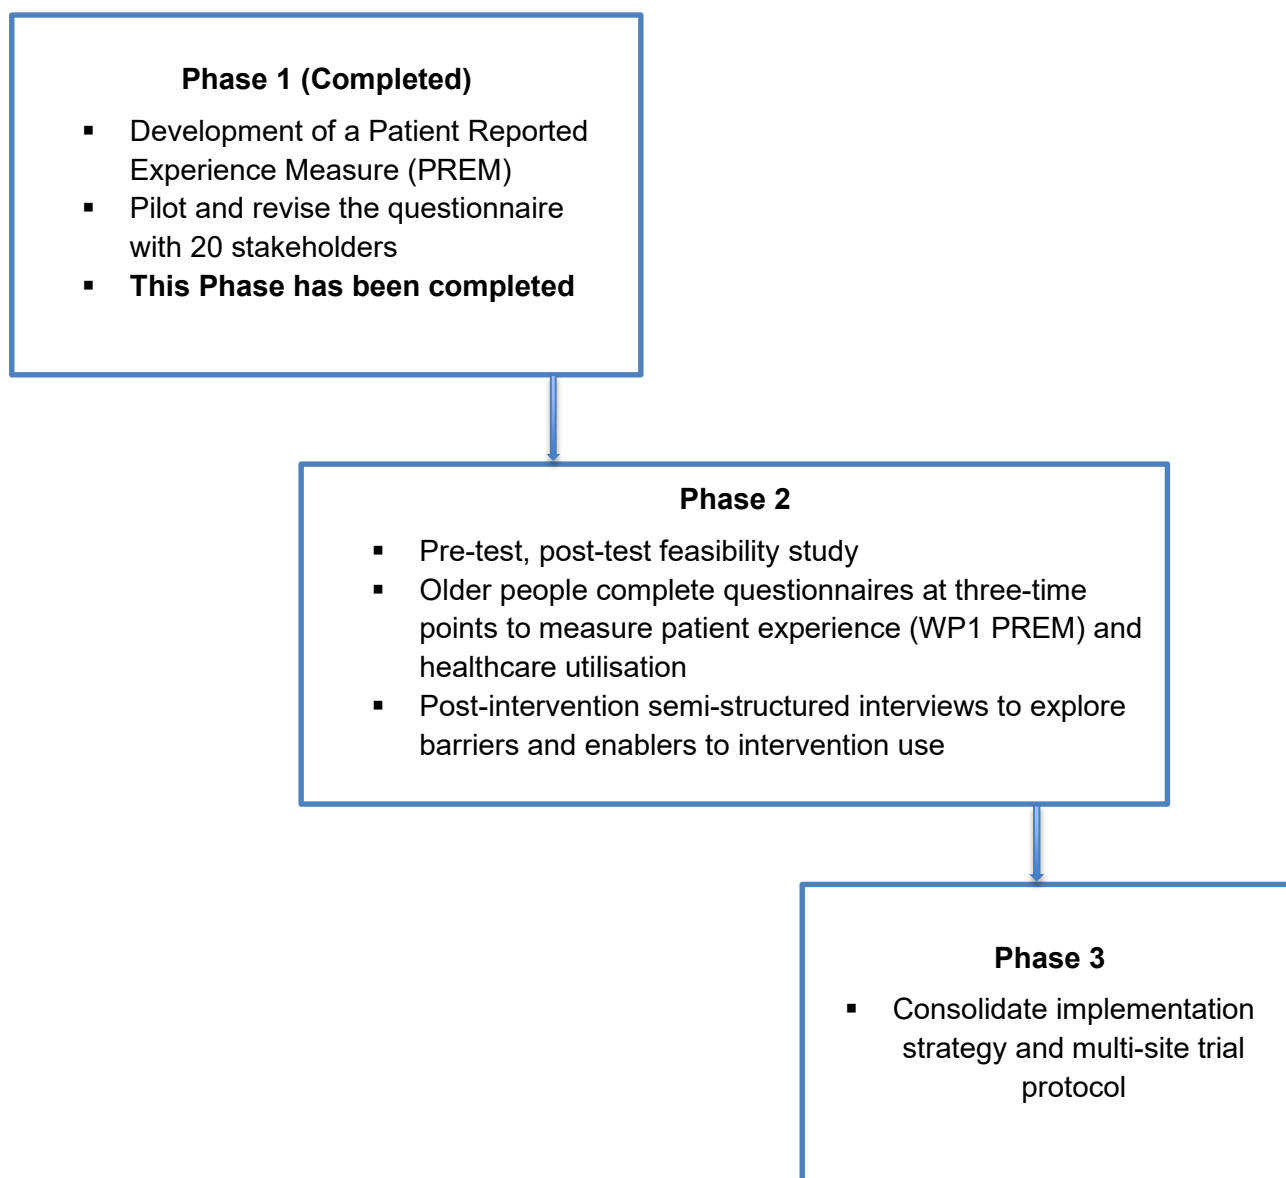 Phase 1 (Completed)
▪ Development of a Patient Reported
Experience Measure (PREM)
▪ Pilot and revise the questionnaire
with 20 stakeholders
▪ This Phase has been completed
Phase 2
▪ Pre-test, post-test feasibility study
▪ Older people complete questionnaires at three-time
points to measure patient experience (WP1 PREM) and
healthcare utilisation
▪ Post-intervention semi-structured interviews to explore
barriers and enablers to intervention use
Phase 3
▪ Consolidate implementation
strategy and multi-site trial
protocol